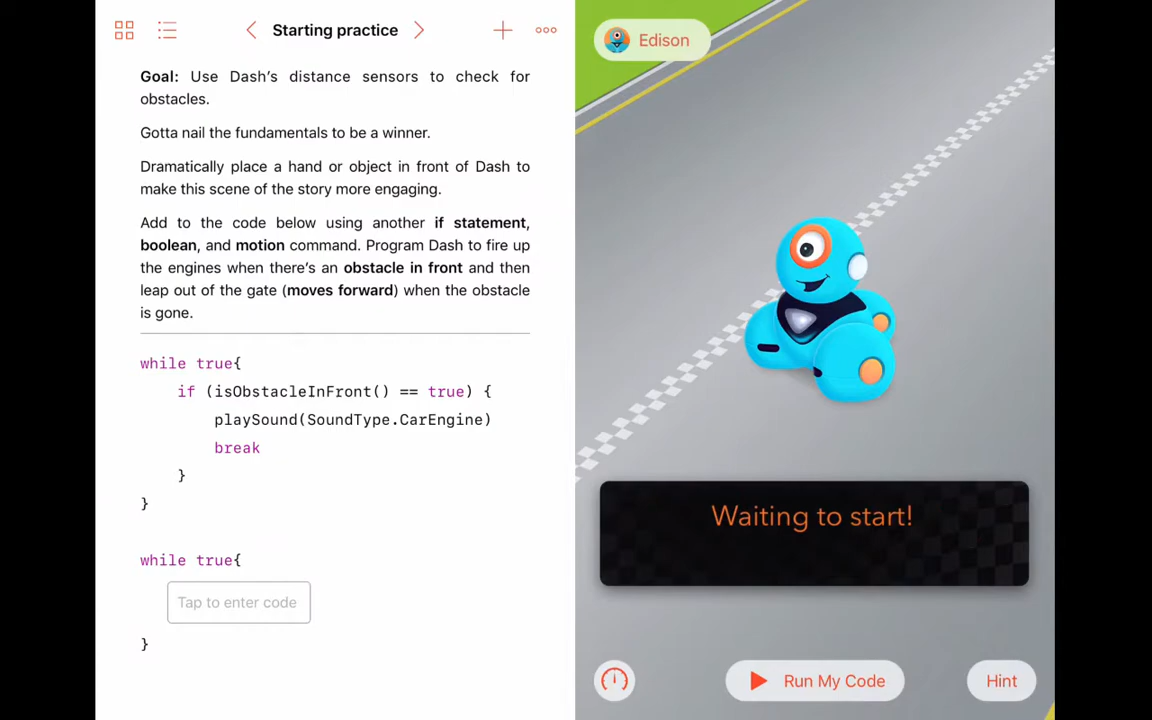 Starting practice
Goal: Use Dash’s distance sensors to check for
obstacles.
Gotta nail the fundamentals to be a winner.
Dramatically place a hand or object in front of Dash to
make this scene of the story more engaging.
Add to the code below using another if statement,
boolean, and motion command. Program Dash to fire up
the engines when there’s an obstacle in front and then
leap out of the gate (moves forward) when the obstacle
is gone.
while true{
if (isObstacleInFront() == true) {
playSound(SoundType.CarEngine)
break
}
}
while true{
Tap to enter code
}
Edison
Waiting to start!
Run My Code
Hint